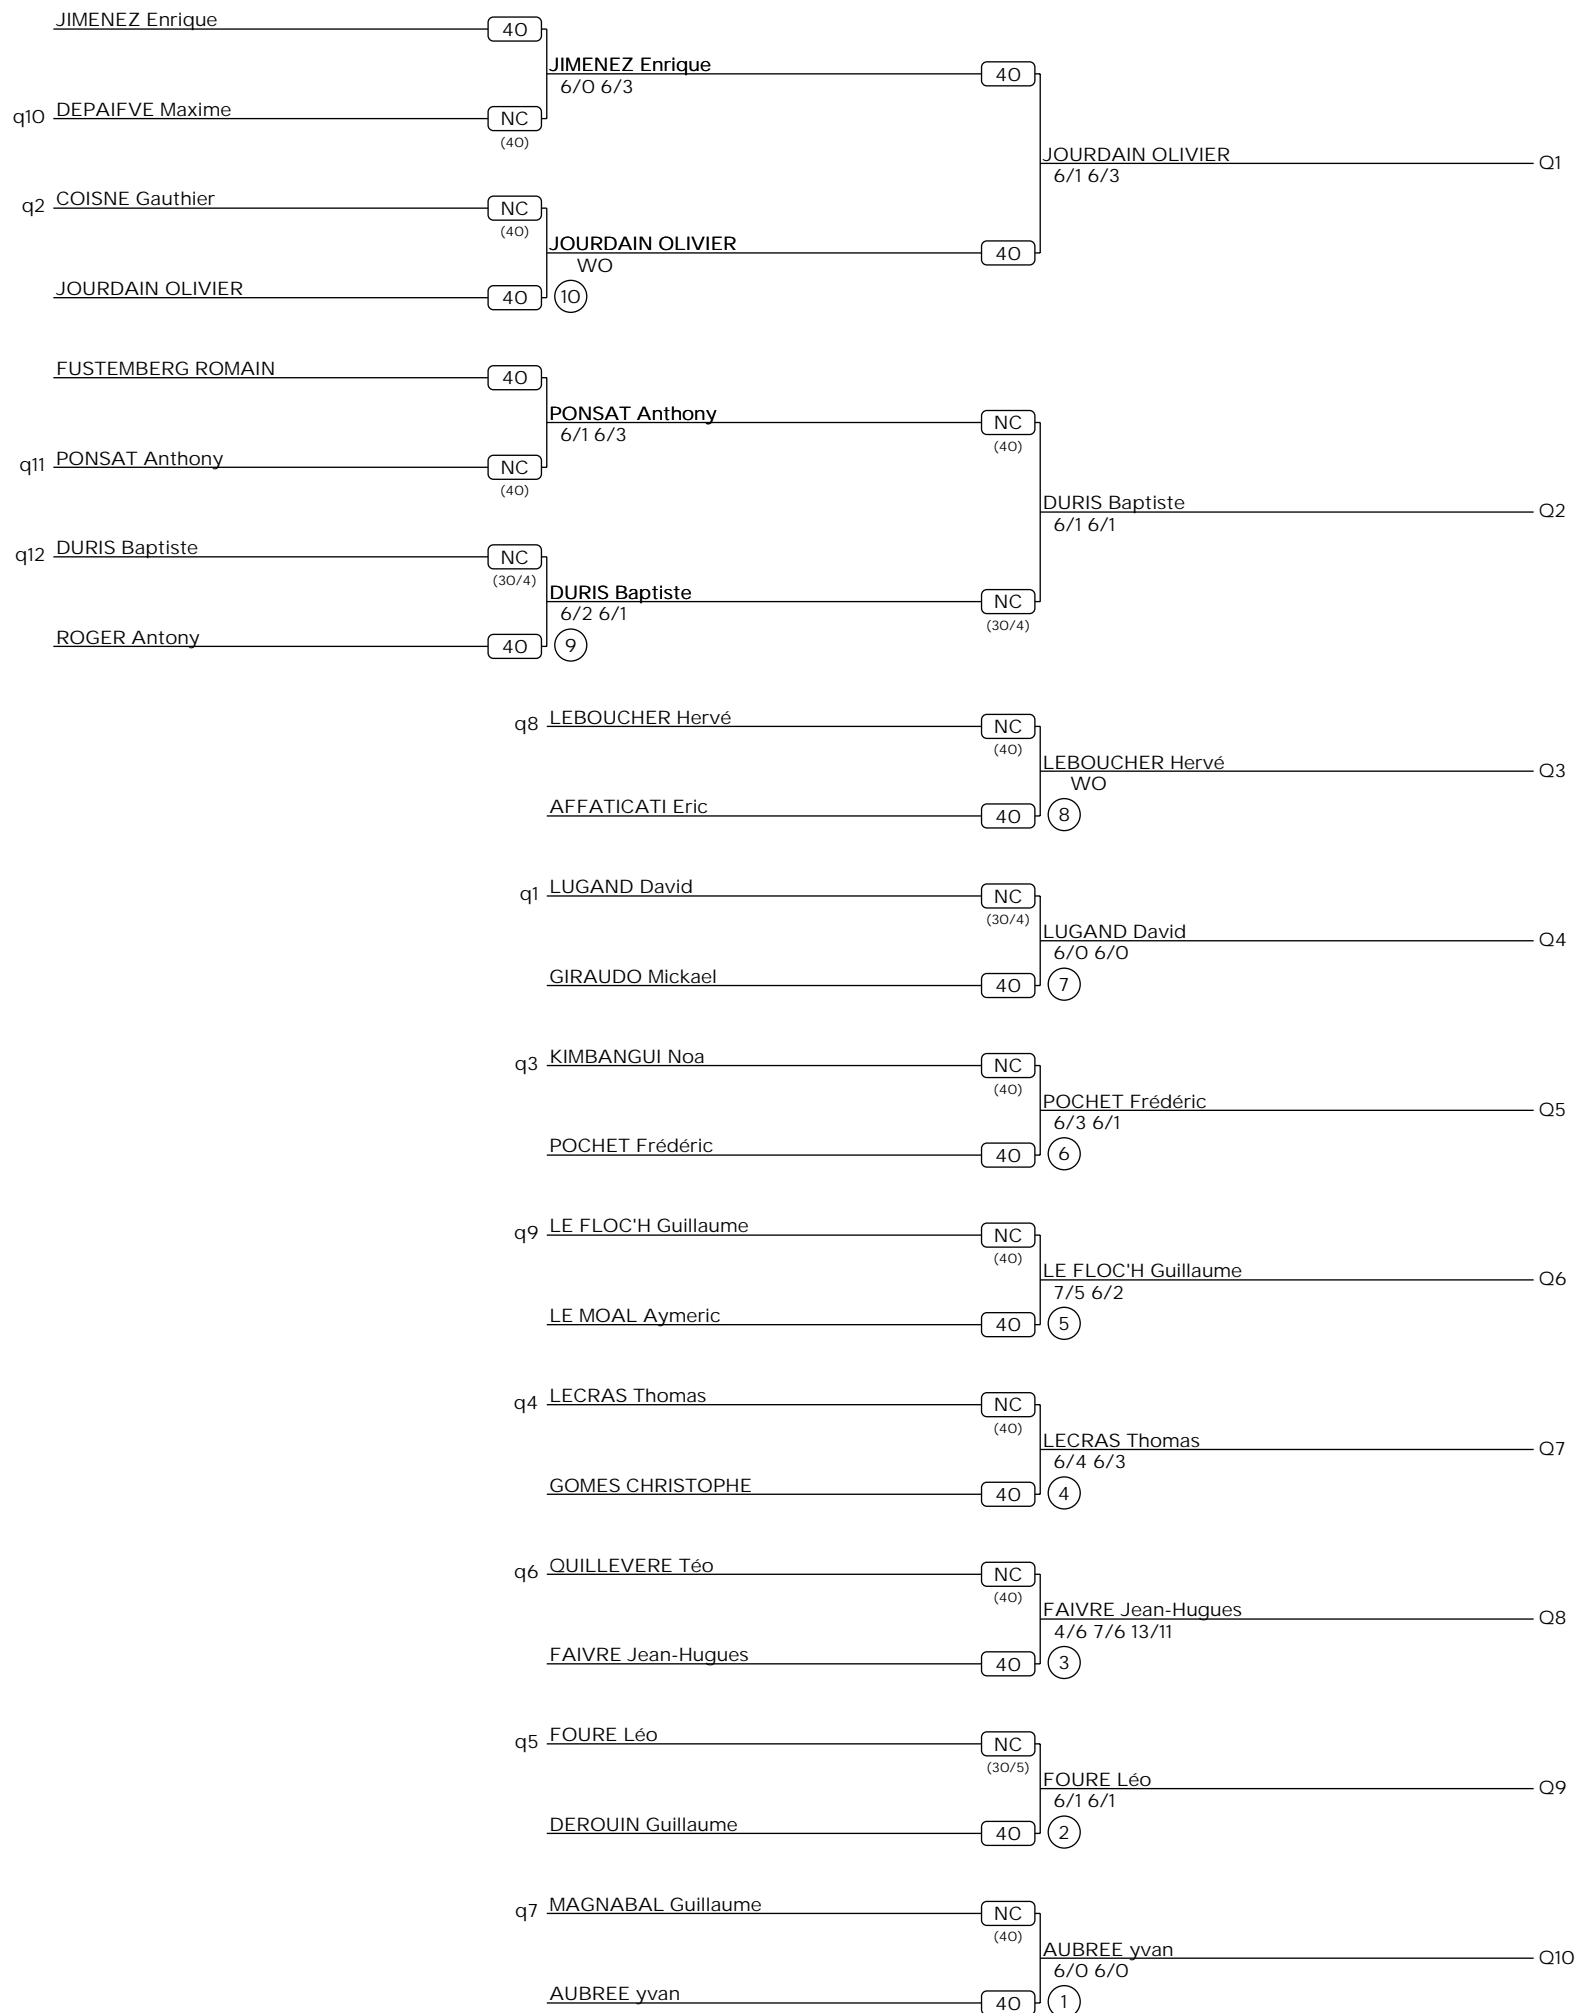 JIMENEZ Enrique
40
JIMENEZ Enrique
6/0 6/3
40
q10 DEPAIFVE Maxime
NC
(40)
JOURDAIN OLIVIER
6/1 6/3
Q1
q2 COISNE Gauthier
NC
(40)
JOURDAIN OLIVIER
WO
40
JOURDAIN OLIVIER
40
10
FUSTEMBERG ROMAIN
40
PONSAT Anthony
6/1 6/3
NC
(40)
q11 PONSAT Anthony
NC
(40)
DURIS Baptiste
6/1 6/1
Q2
q12 DURIS Baptiste
NC
(30/4)
DURIS Baptiste
6/2 6/1
NC
(30/4)
ROGER Antony
40
9
q8 LEBOUCHER Hervé
NC
(40)
LEBOUCHER Hervé
WO
Q3
AFFATICATI Eric
40
8
q1 LUGAND David
NC
(30/4)
LUGAND David
6/0 6/0
Q4
GIRAUDO Mickael
40
7
q3 KIMBANGUI Noa
NC
(40)
POCHET Frédéric
6/3 6/1
Q5
POCHET Frédéric
40
6
q9 LE FLOC'H Guillaume
NC
(40)
LE FLOC'H Guillaume
7/5 6/2
Q6
LE MOAL Aymeric
40
5
q4 LECRAS Thomas
NC
(40)
LECRAS Thomas
6/4 6/3
Q7
GOMES CHRISTOPHE
40
4
q6 QUILLEVERE Téo
NC
(40)
FAIVRE Jean-Hugues
4/6 7/6 13/11
Q8
FAIVRE Jean-Hugues
40
3
q5 FOURE Léo
NC
(30/5)
FOURE Léo
6/1 6/1
Q9
DEROUIN Guillaume
40
2
q7 MAGNABAL Guillaume
NC
(40)
AUBREE yvan
6/0 6/0
Q10
AUBREE yvan
40
1